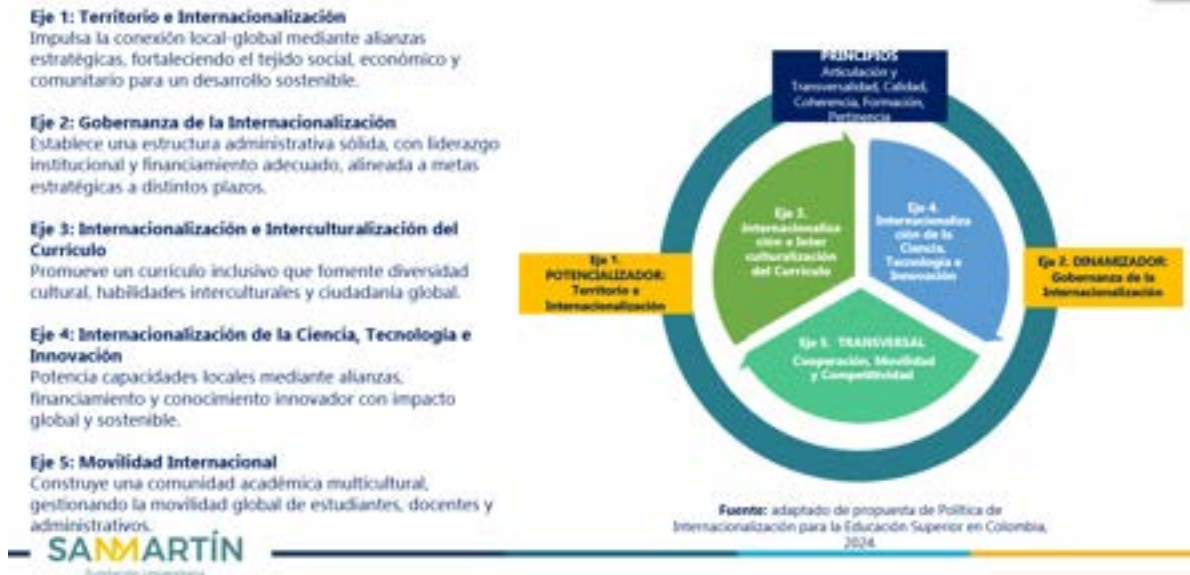 Eje 1: Territorio e Internacionalización
Impulsa la conexión local-global mediante alianzas
estratégicas, fortaleciendo el tejido social, económico y
comunitario para un desarrollo sostenible.
Eje 2: Gobernanza de la Internacionalización
Establece una estructura administrativa sólida, con liderazgo
institucional y financiamiento adecuado, alineada a metas
estratégicas a distintos plazos.
Eje 3: Internacionalización e Interculturalización del
Currículo
Promueve un currículo inclusivo que fomente diversidad
cultural, habilidades interculturales y ciudadanía global.
Eje 4: Internacionalización de la Ciencia, Tecnología e
Innovación
Potencia capacidades locales mediante alianzas,
financiamiento y conocimiento innovador con impacto
global y sostenible.
Eje 5: Movilidad Internacional
Construye una comunidad académica multicultural,
gestionando la movilidad global de estudiantes, docentes y
administrativos.
SANMARTÍN
Fundación Universitaria
PRINCIPIOS
Articulación y
Transversalidad, Calidad,
Coherencia, Formación,
Pertinencia
Eje 3.
Internacionaliza
ción e Inter
culturalización
del Currículo
Eje 4.
Internacionaliza
ción de la
Ciencia,
Tecnología e
Innovación
Eje 1.
POTENCIALIZADOR:
Territorio e
Internacionalización
Eje 2. DINAMIZADOR:
Gobernanza de la
Internacionalización
Eje 5. TRANSVERSAL
Cooperación, Movilidad
y Competitividad
Fuente: adaptado de propuesta de Política de
Internacionalización para la Educación Superior en Colombia,
2024.